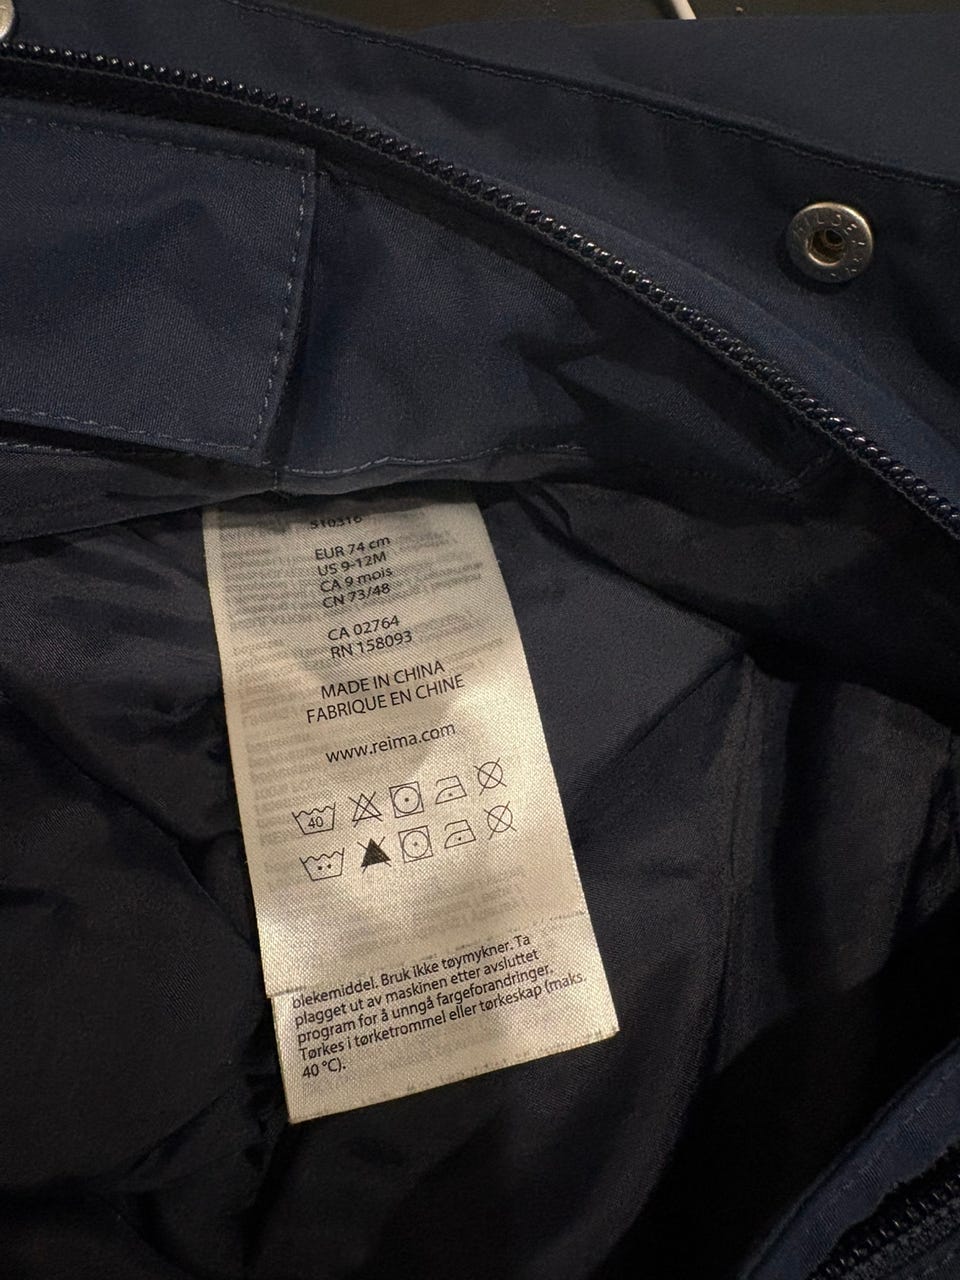 510316
EUR 74 cm
US 9-12M
CA 9 mois
CN 73/48
CA 02764
RN 158093
MADE IN CHINA
FABRIQUE EN CHINE
www.reima.com
40
blekemiddel. Bruk ikke tøymykner. Ta
plagget ut av maskinen etter avsluttet
program for å unngå fargeforandringer.
Tørkes i tørketrommel eller tørkeskap (maks.
40 °C).